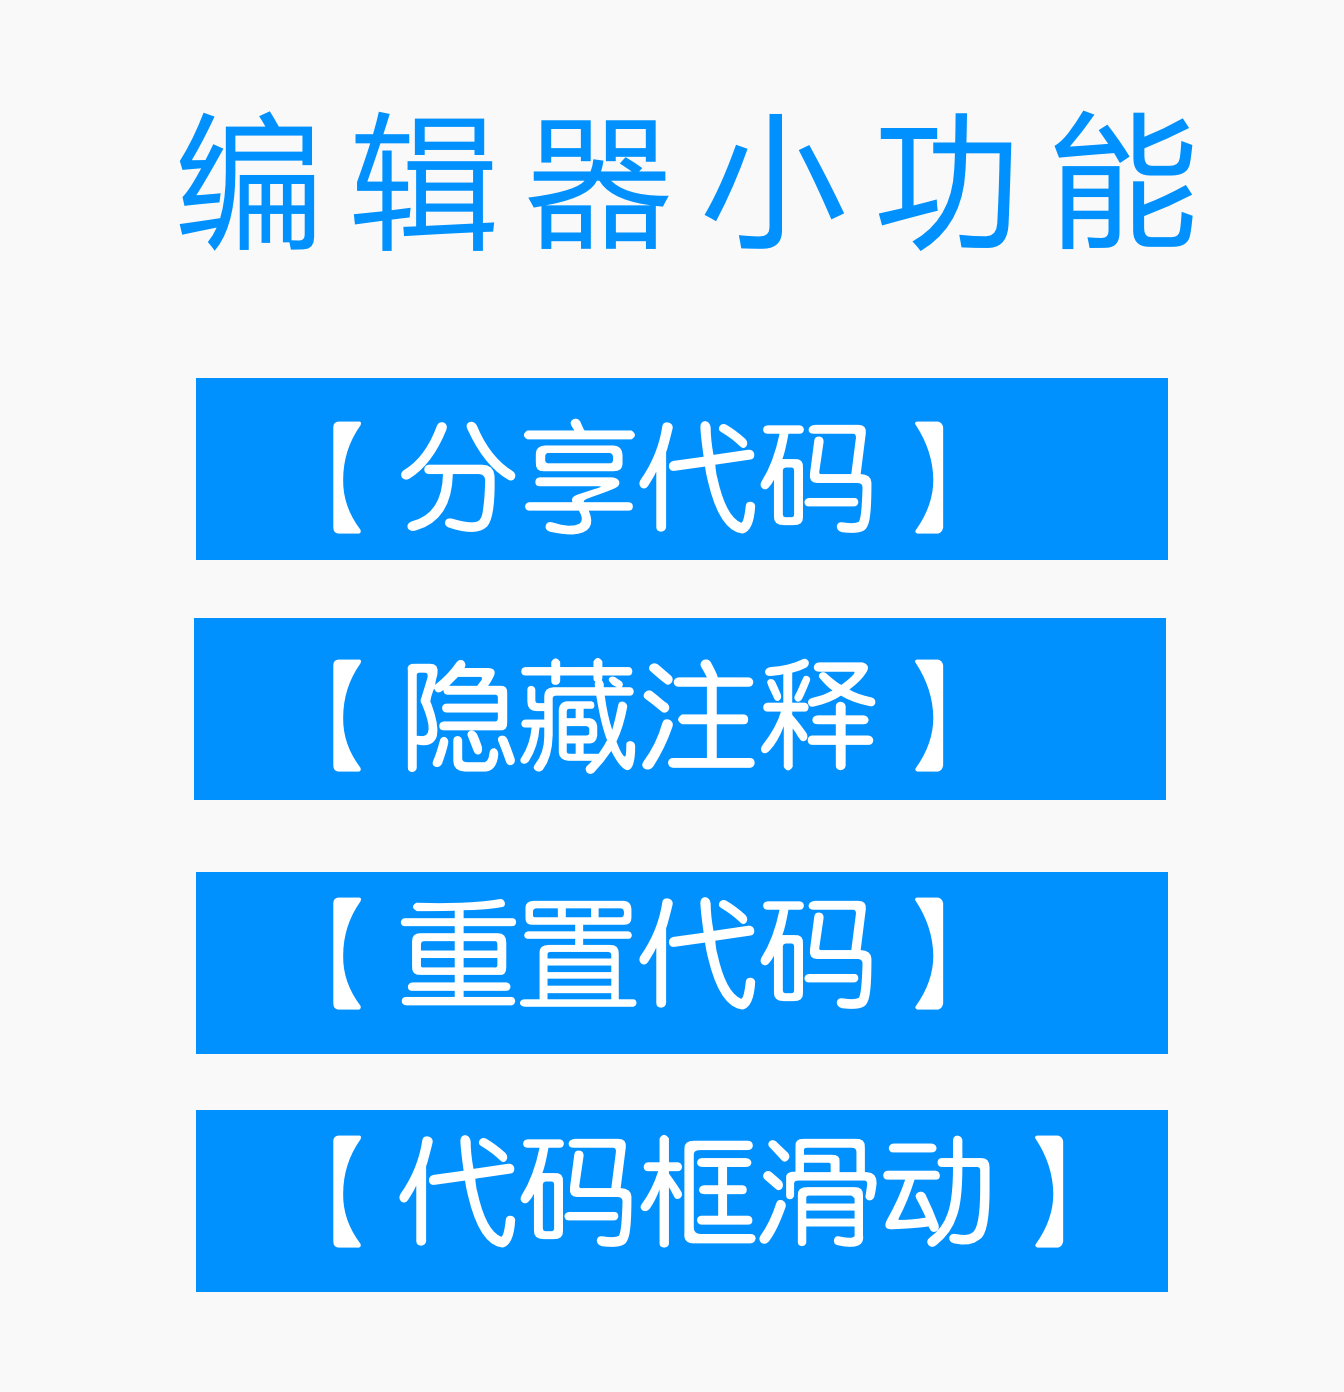 编辑器小功能
【 分享代码 】
【 隐藏注释 】
【 重置代码 】
【 代码框滑动 】